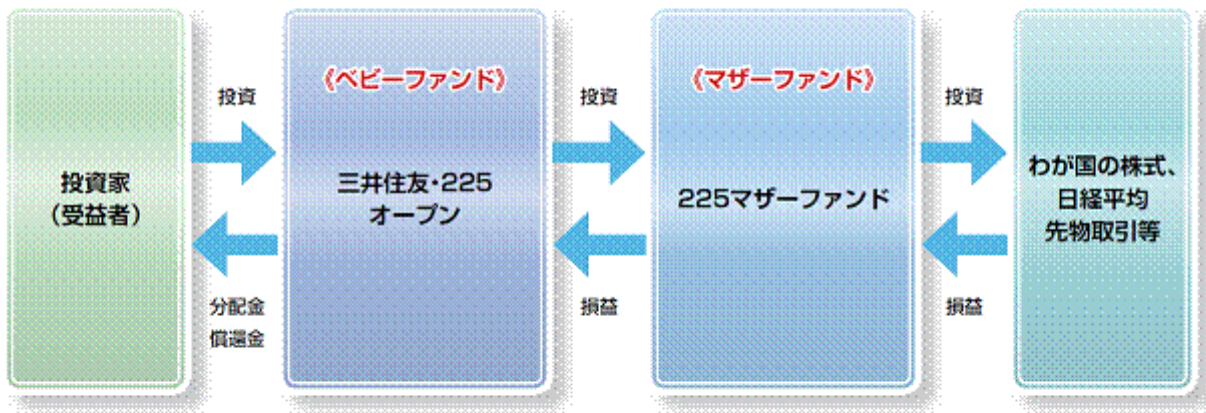 投資家
（受益者）
投資
分配金
償還金
《ベビーファンド》
三井住友・225
オープン
投資
損益
《マザーファンド》
225マザーファンド
投資
損益
わが国の株式、
日経平均
先物取引等